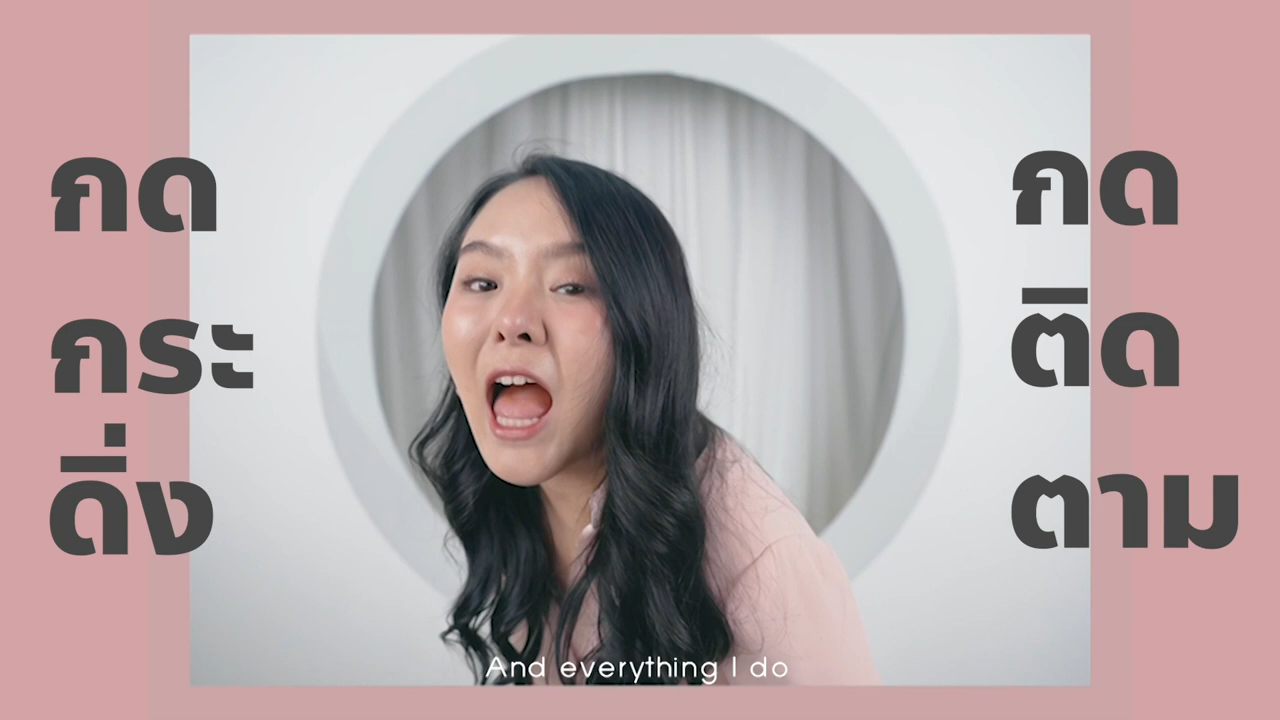 กด
กระ
ดิ่ง
กด
ติด
ตาม
And everything I do